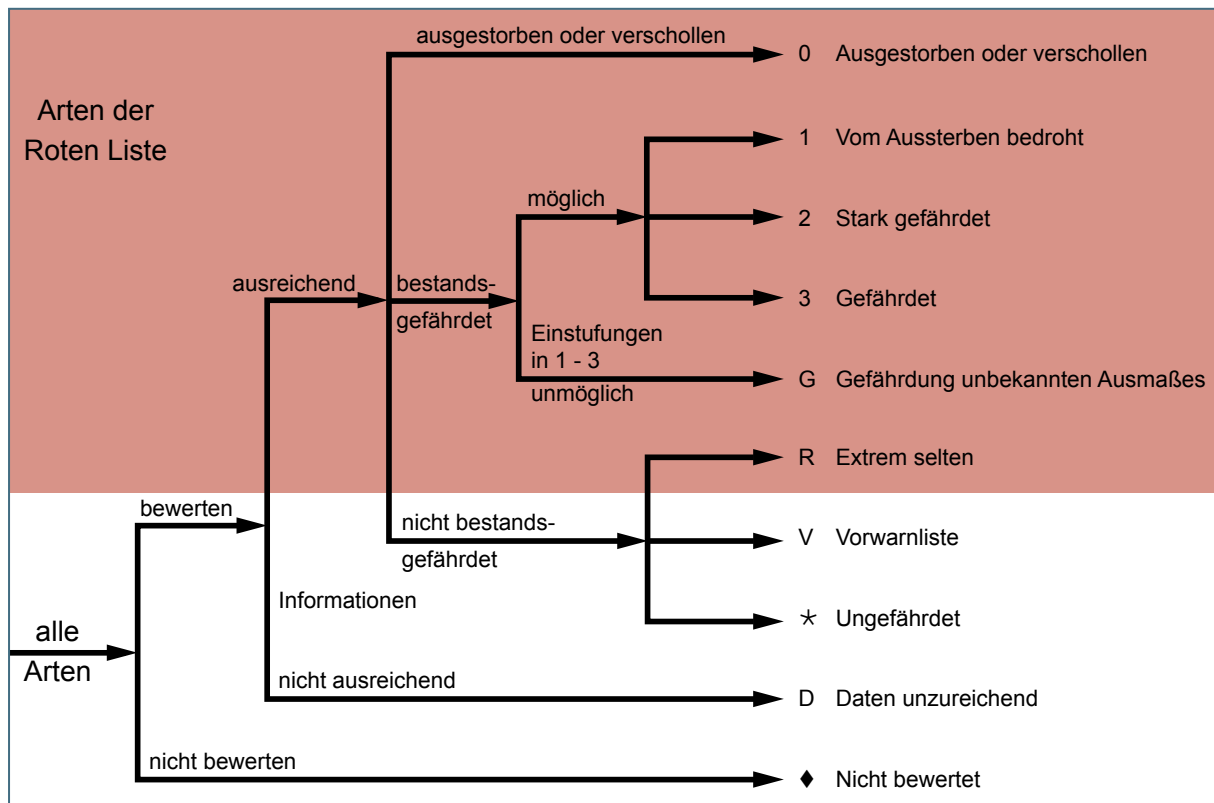 ausgestorben oder verschollen
0 Ausgestorben oder verschollen
Arten der
Roten Liste
1 Vom Aussterben bedroht
möglich
2 Stark gefährdet
ausreichend
bestands-
gefährdet
3 Gefährdet
Einstufungen
in 1 - 3
unmöglich
G Gefährdung unbekannten Ausmaßes
R Extrem selten
bewerten
nicht bestands-
gefährdet
V Vorwarnliste
Informationen
* Ungefährdet
alle
Arten
nicht ausreichend
D Daten unzureichend
nicht bewerten
♦ Nicht bewertet